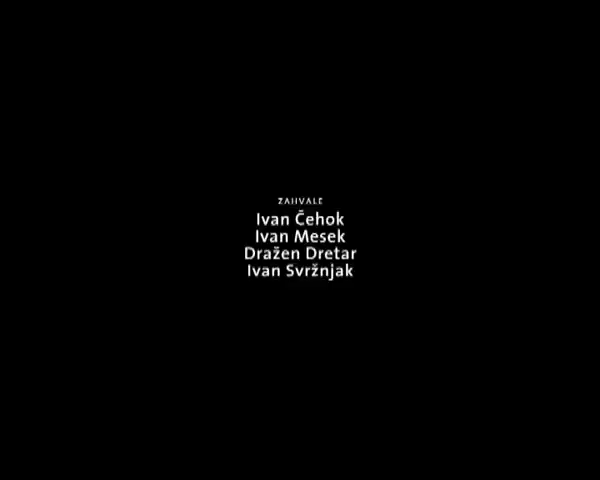 ZAHVALE
Ivan Čehok
Ivan Mesek
Dražen Dretar
Ivan Svržnjak